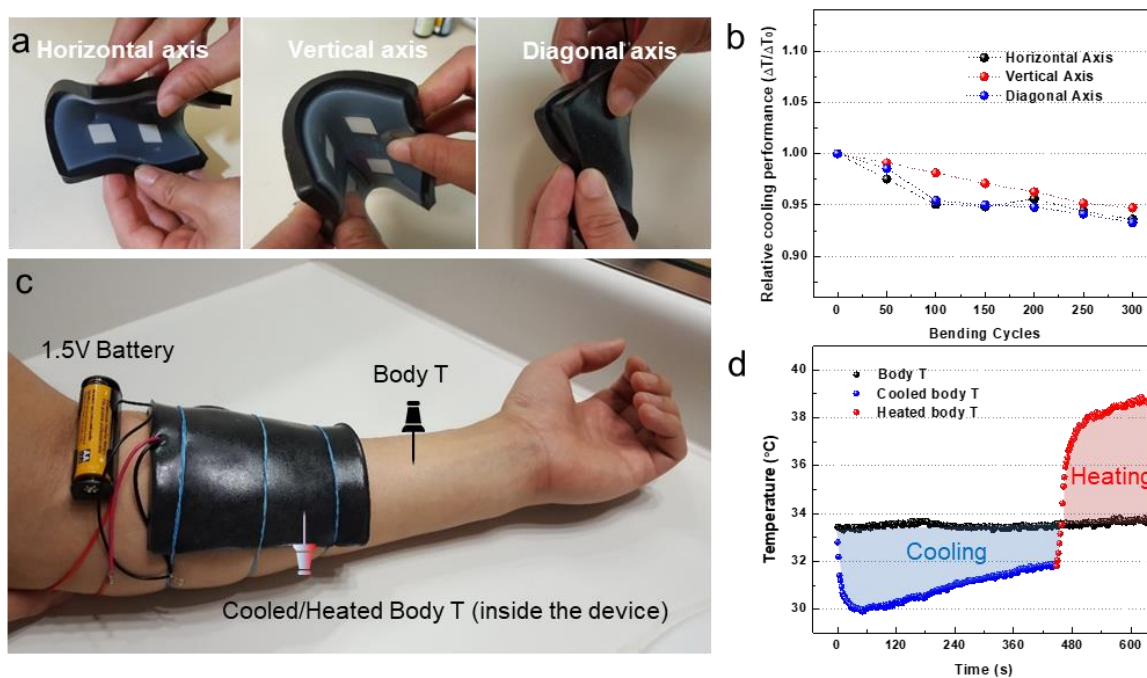 a
Horizontal axis
Vertical axis
Diagonal axis
b
Relative cooling performance (ΔT/ΔT₀)
1.10
1.05
1.00
0.95
0.90
Horizontal Axis
Vertical Axis
Diagonal Axis
0 50 100 150 200 250 300
Bending Cycles
c
1.5V Battery
Body T
Cooled/Heated Body T (inside the device)
d
Temperature (°C)
40
38
36
34
32
30
Body T
Cooled body T
Heated body T
Heating
Cooling
0 120 240 360 480 600
Time (s)